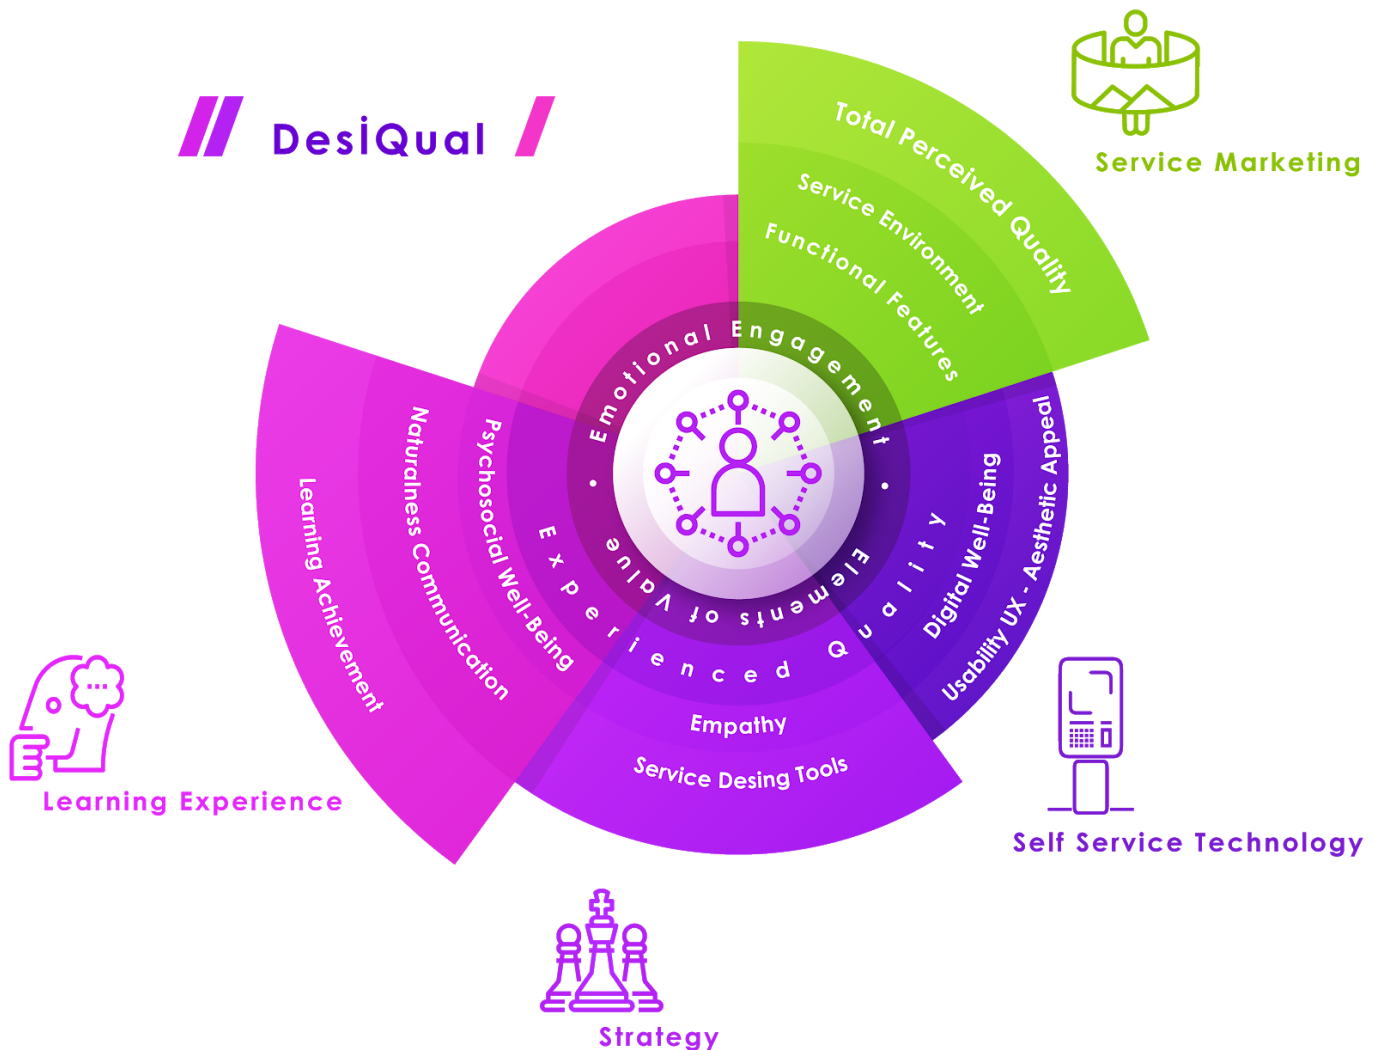 DesİQual
Service Marketing
Total Perceived Quality
Service Environment
Functional Features
Emotional Engagement
Elements of Value
Experienced Quality
Digital Well-Being
Usability UX - Aesthetic Appeal
Self Service Technology
Empathy
Service Desing Tools
Strategy
Psychosocial Well-Being
Naturalness Communication
Learning Achievement
Learning Experience